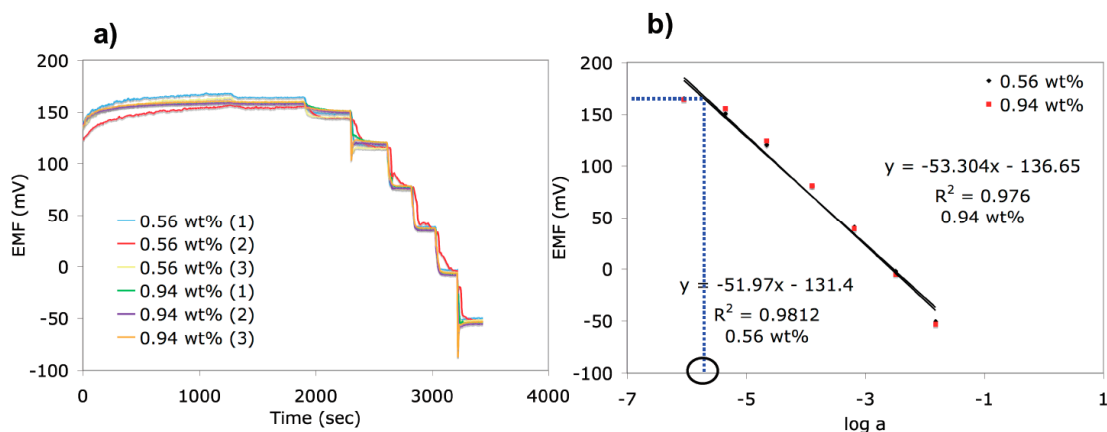 a)
200
150
100
50
0
-50
-100
EMF (mV)
0
1000
2000
3000
4000
Time (sec)
0.56 wt% (1)
0.56 wt% (2)
0.56 wt% (3)
0.94 wt% (1)
0.94 wt% (2)
0.94 wt% (3)
b)
200
150
100
50
0
-50
-100
EMF (mV)
-7
-5
-3
-1
1
log a
0.56 wt%
0.94 wt%
y = -53.304x - 136.65
R² = 0.976
0.94 wt%
y = -51.97x - 131.4
R² = 0.9812
0.56 wt%